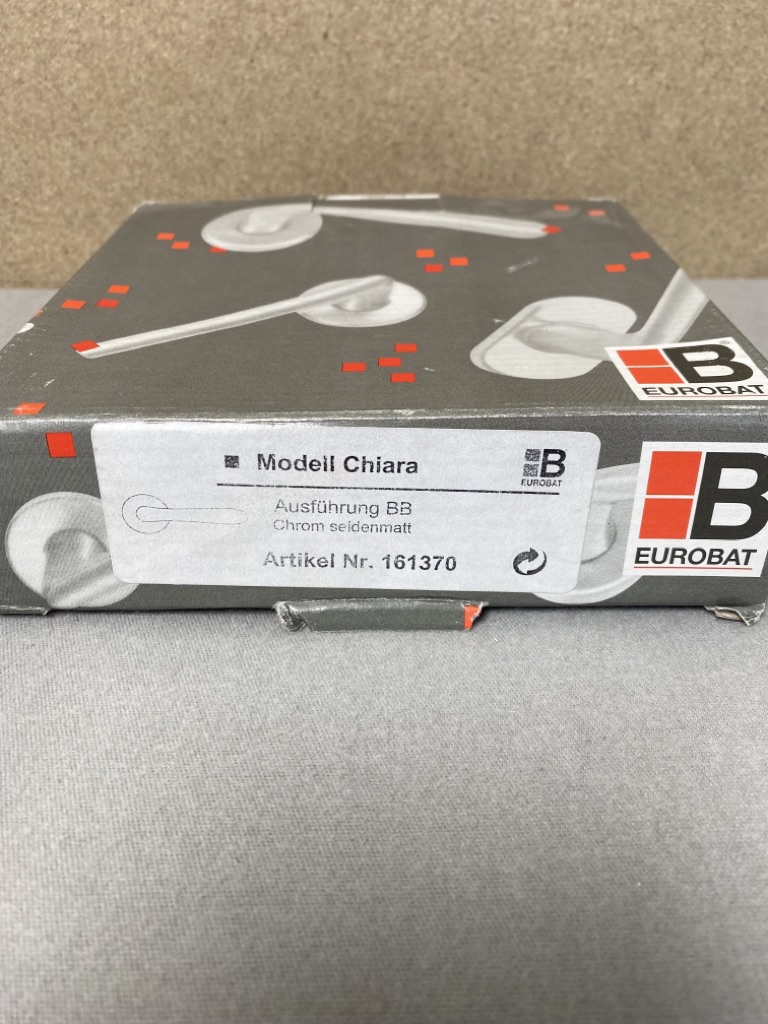 B®
EUROBAT
Modell Chiara
B
EUROBAT
Ausführung BB
Chrom seidenmatt
Artikel Nr. 161370
B
EUROBAT